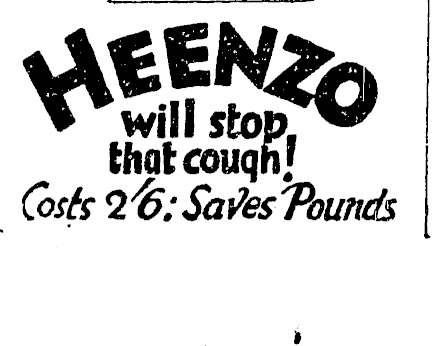 HEENZO
will stop
that cough!
Costs 2'6: Saves Pounds